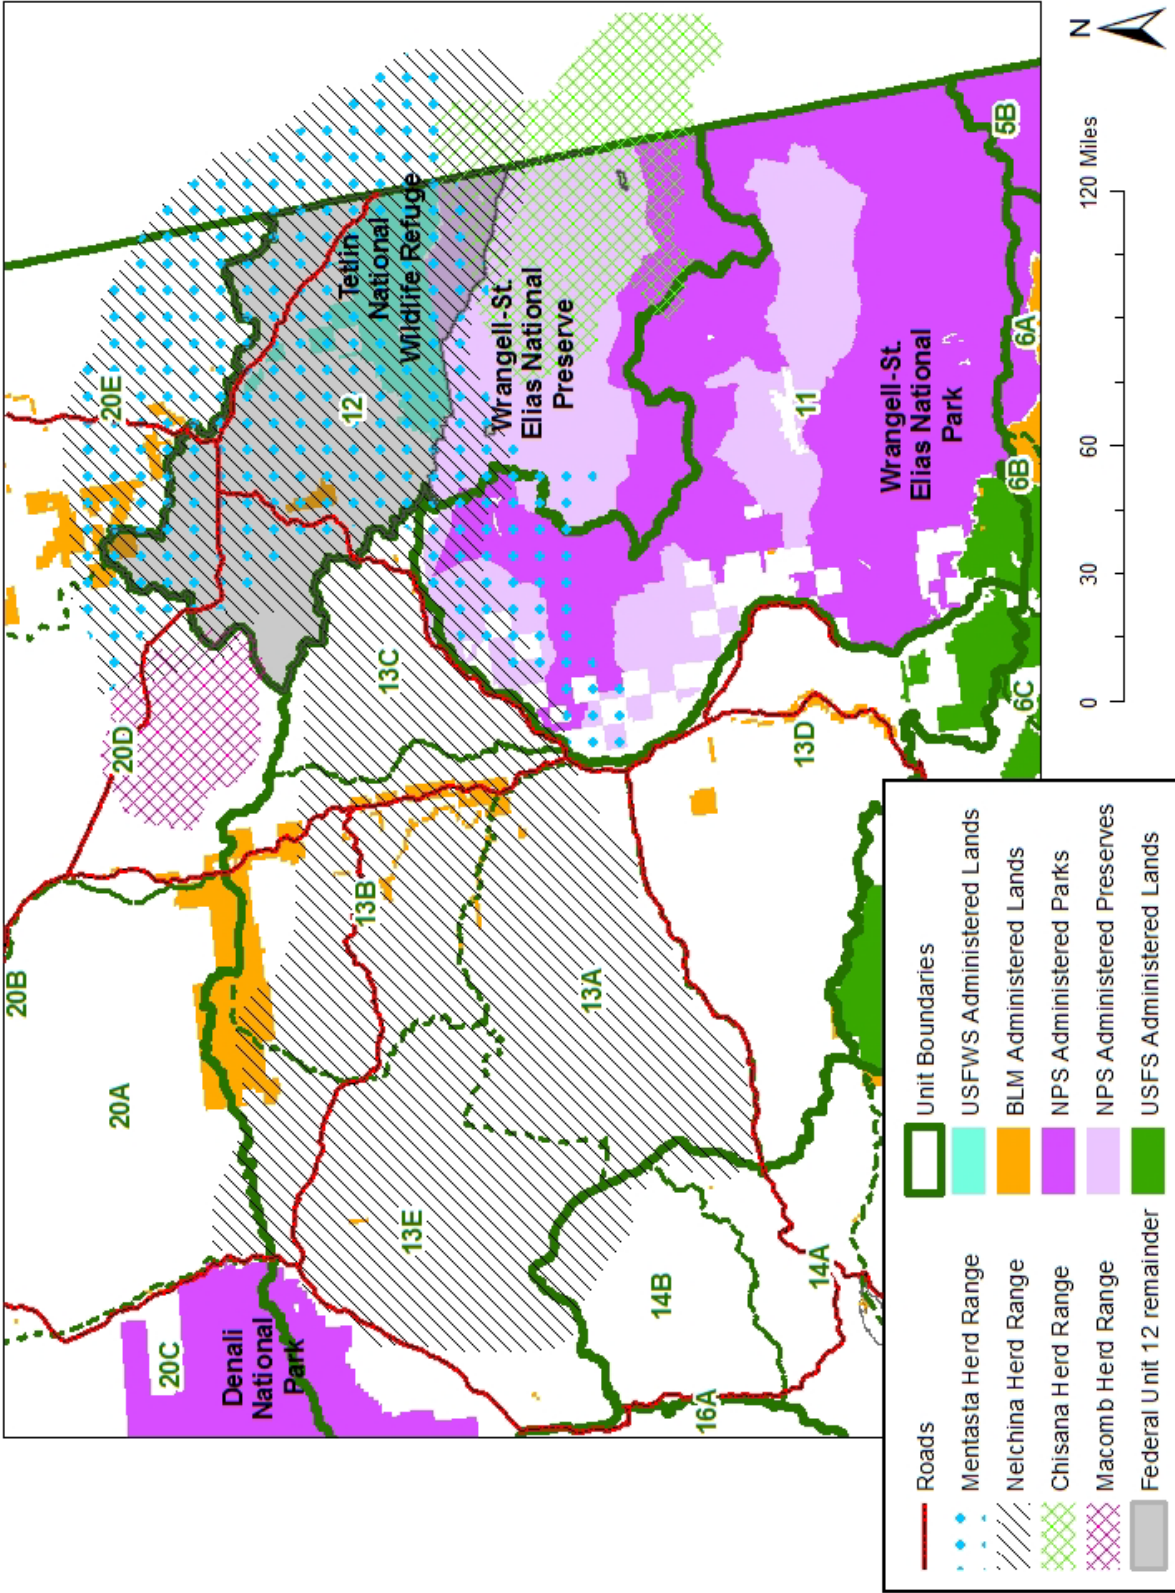 20B
20A
20C
Denali
National
Park
20D
20E
13E
13B
13C
12
Tetlin
National
Wildlife Refuge
14B
16A
14A
13A
13D
Wrangell-St.
Elias National
Preserve
11
Wrangell-St.
Elias National
Park
6C
6B
6A
5B
Roads
Mentasta Herd Range
Nelchina Herd Range
Chisana Herd Range
Macomb Herd Range
Federal Unit 12 remainder
Unit Boundaries
USFWS Administered Lands
BLM Administered Lands
NPS Administered Parks
NPS Administered Preserves
USFS Administered Lands
0 30 60 120 Miles
N